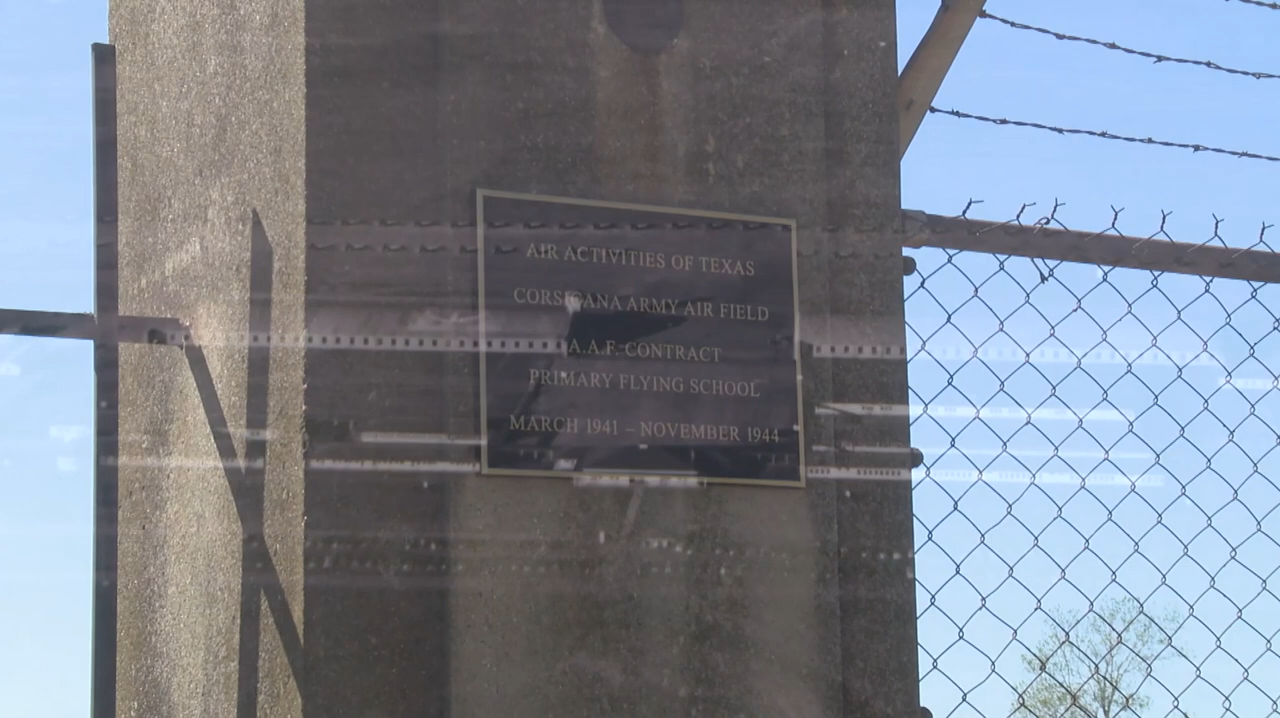 AIR ACTIVITIES OF TEXAS
CORSICANA ARMY AIR FIELD
A.A.F. CONTRACT
PRIMARY FLYING SCHOOL
MARCH 1941 – NOVEMBER 1944